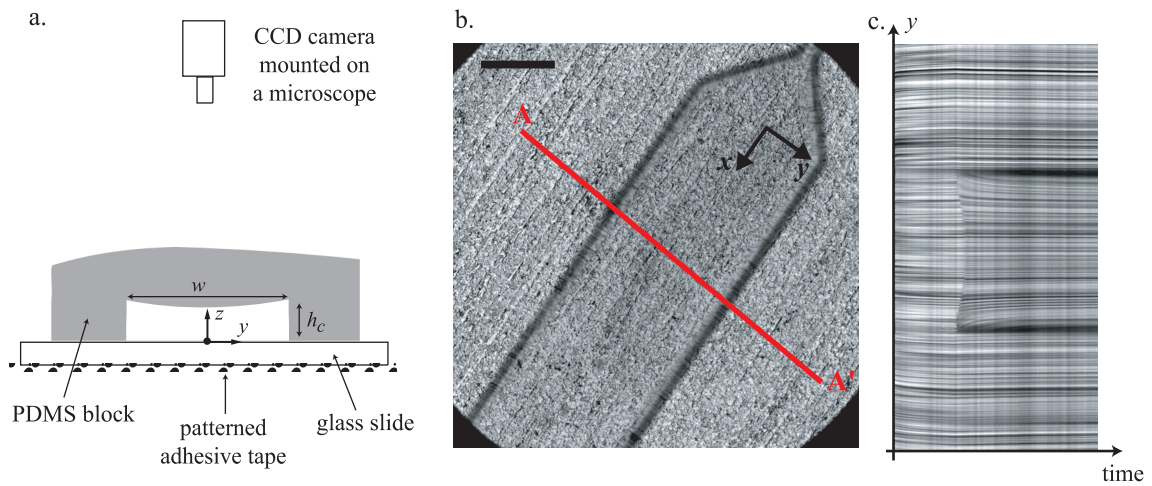 a.
CCD camera
mounted on
a microscope
w
z
h_c
y
PDMS block
patterned
adhesive tape
glass slide
b.
A
x
y
A'
c.
y
time